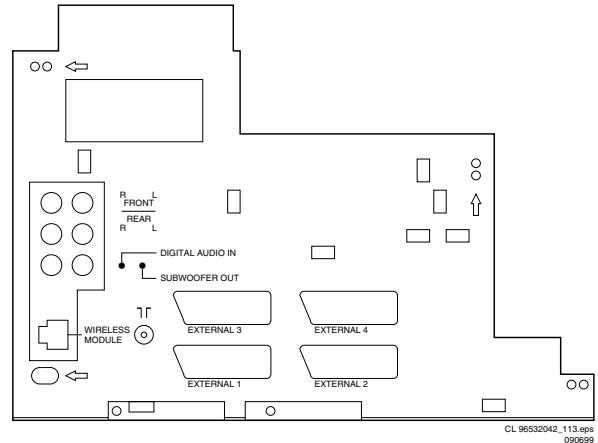 R L
FRONT
REAR
R L
DIGITAL AUDIO IN
SUBWOOFER OUT
WIRELESS
MODULE
EXTERNAL 3
EXTERNAL 4
EXTERNAL 1
EXTERNAL 2
CL 96532042_113.eps
090699